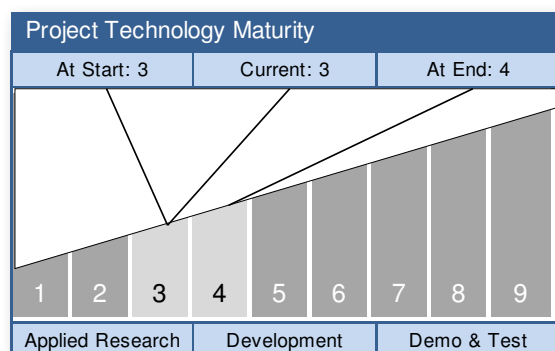 Project Technology Maturity
At Start: 3 Current: 3 At End: 4
1 2 3 4 5 6 7 8 9
Applied Research Development Demo & Test